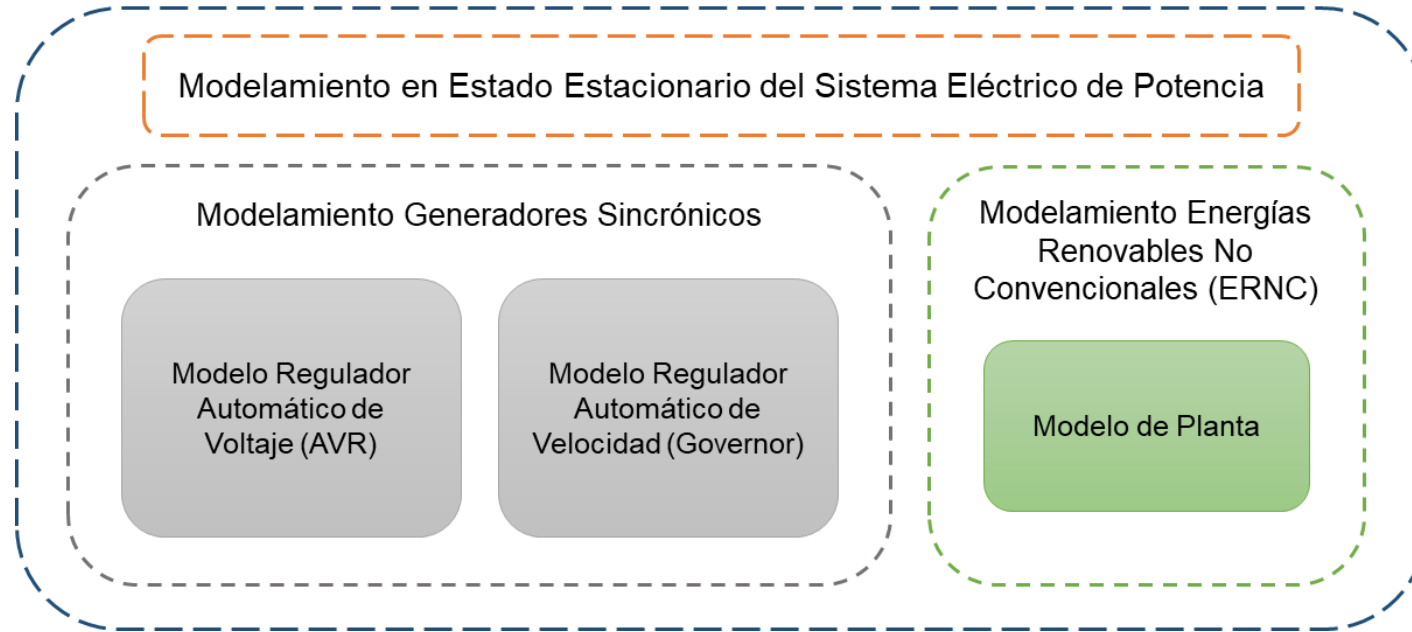 Modelamiento en Estado Estacionario del Sistema Eléctrico de Potencia
Modelamiento Generadores Sincrónicos
Modelo Regulador
Automático de
Voltaje (AVR)
Modelo Regulador
Automático de
Velocidad (Governor)
Modelamiento Energías
Renovables No
Convencionales (ERNC)
Modelo de Planta